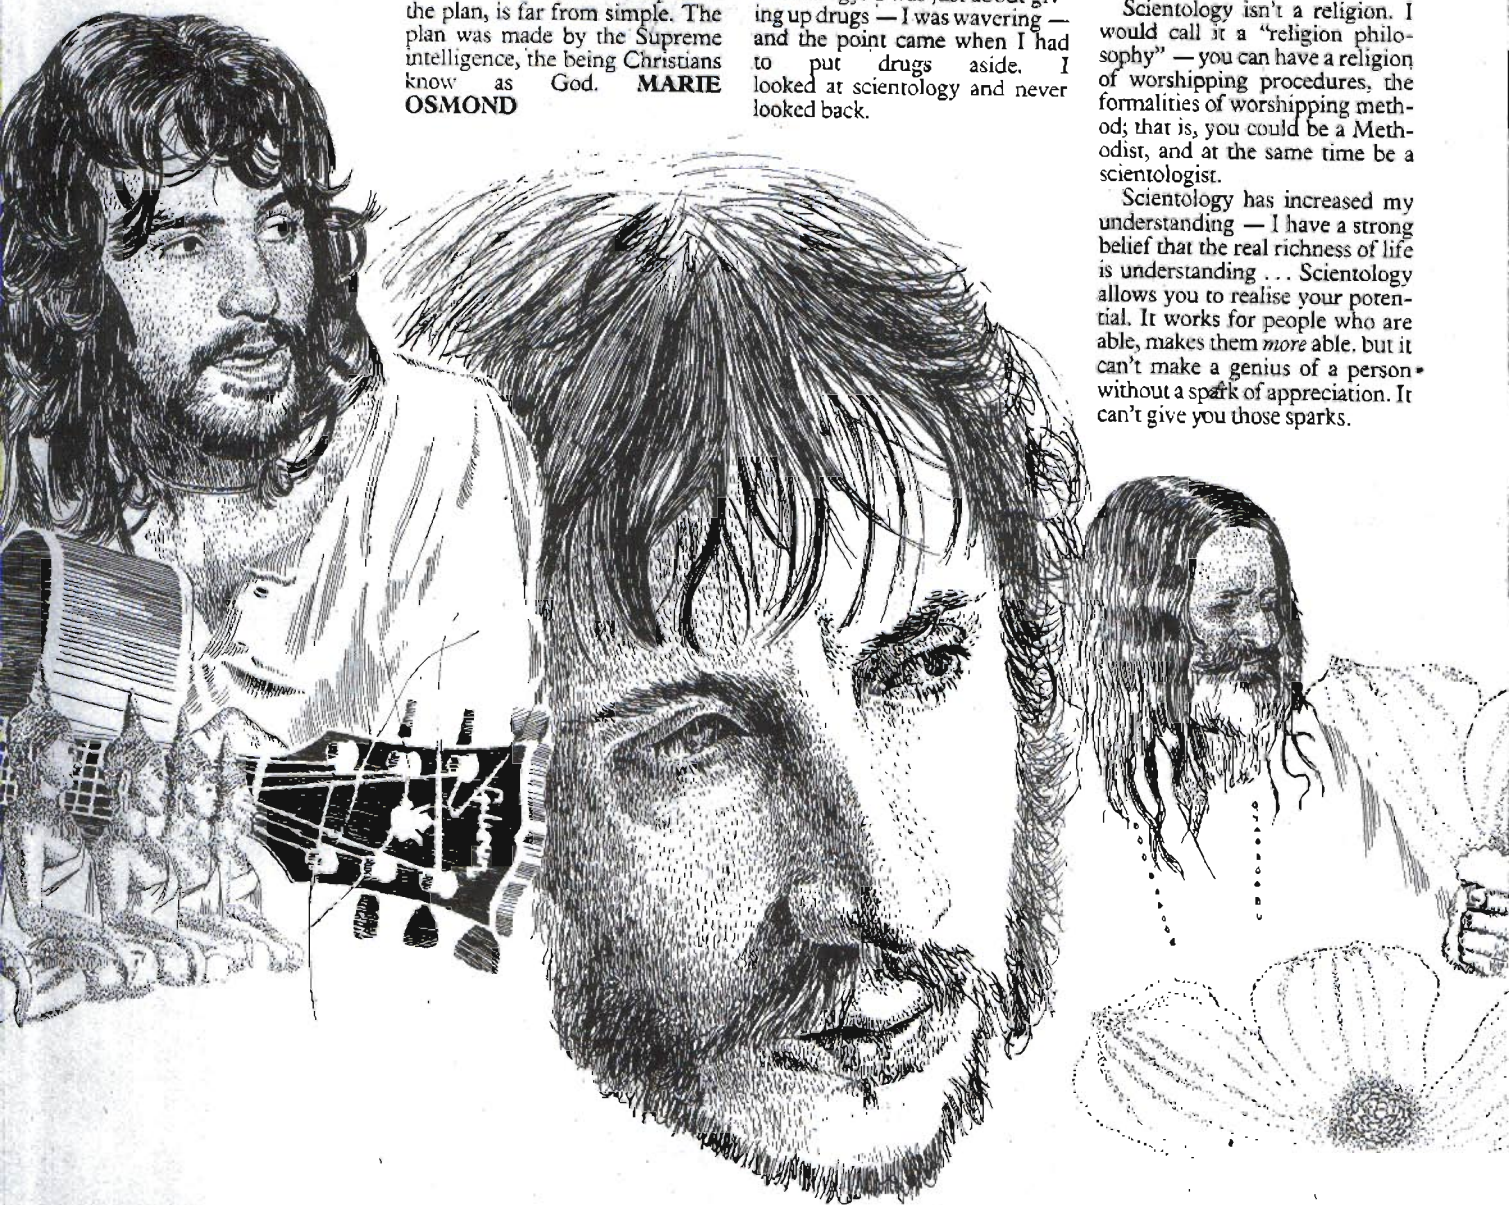 the plan, is far from simple. The
plan was made by the Supreme
intelligence, the being Christians
know as God. MARIE
OSMOND
ing up drugs — I was wavering —
and the point came when I had
to put drugs aside. I
looked at scientology and never
looked back.
Scientology isn't a religion. I
would call it a "religion philo-
sophy" — you can have a religion
of worshipping procedures, the
formalities of worshipping meth-
od; that is, you could be a Meth-
odist, and at the same time be a
scientologist.
Scientology has increased my
understanding — I have a strong
belief that the real richness of life
is understanding ... Scientology
allows you to realise your poten-
tial. It works for people who are
able, makes them more able. but it
can't make a genius of a person
without a spark of appreciation. It
can't give you those sparks.